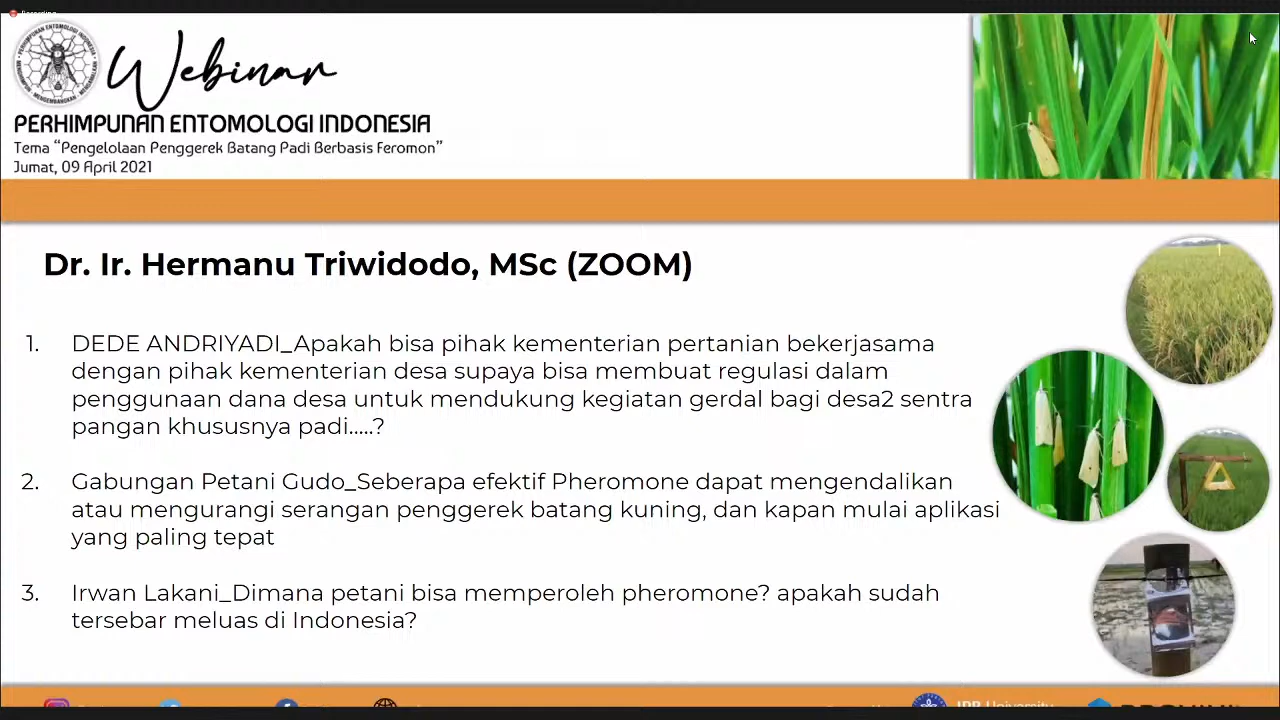 Webinar
PERHIMPUNAN ENTOMOLOGI INDONESIA
Tema “Pengelolaan Penggerek Batang Padi Berbasis Feromon”
Jumat, 09 April 2021
Dr. Ir. Hermanu Triwidodo, MSc (ZOOM)
1. DEDE ANDRIYADI_Apakah bisa pihak kementerian pertanian bekerjasama
dengan pihak kementerian desa supaya bisa membuat regulasi dalam
penggunaan dana desa untuk mendukung kegiatan gerdal bagi desa2 sentra
pangan khususnya padi.....?
2. Gabungan Petani Gudo_Seberapa efektif Pheromone dapat mengendalikan
atau mengurangi serangan penggerek batang kuning, dan kapan mulai aplikasi
yang paling tepat
3. Irwan Lakani_Dimana petani bisa memperoleh pheromone? apakah sudah
tersebar meluas di Indonesia?
IPB University